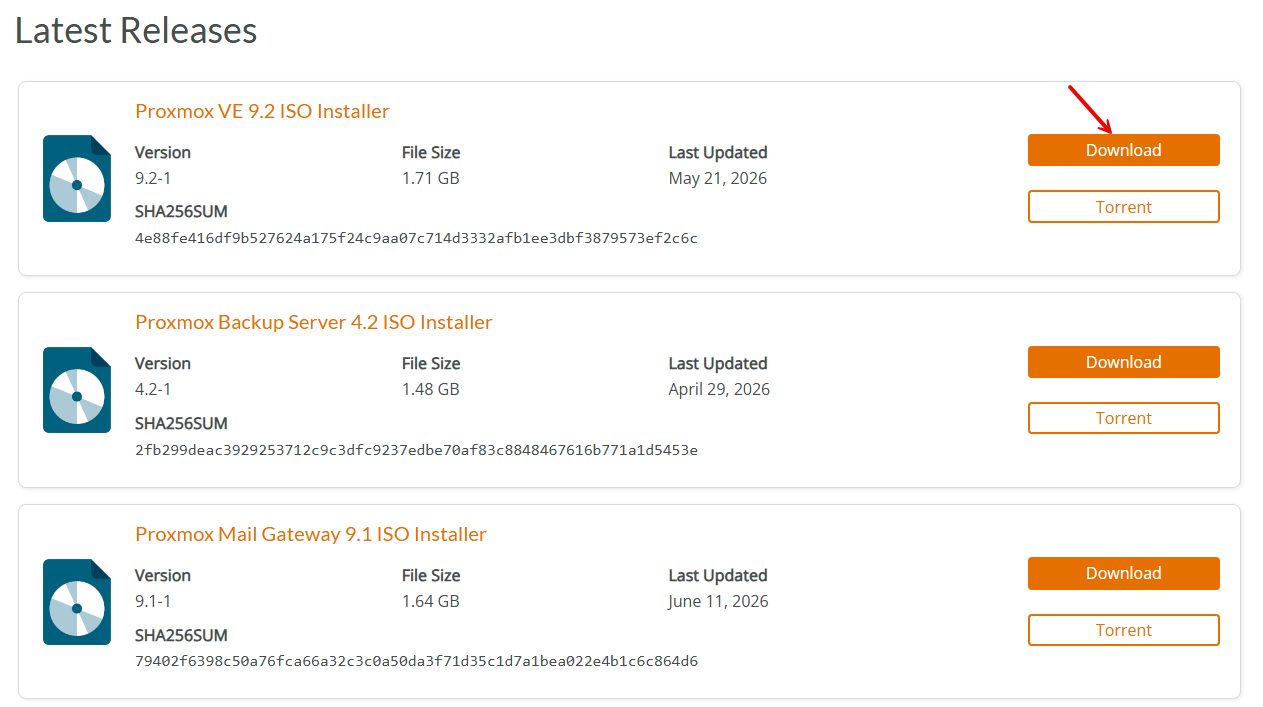 Latest Releases
Proxmox VE 9.2 ISO Installer
Version File Size Last Updated
9.2-1 1.71 GB May 21, 2026
SHA256SUM
4e88fe416df9b527624a175f24c9aa07c714d3332afb1ee3dbf3879573ef2c6c
Download
Torrent
Proxmox Backup Server 4.2 ISO Installer
Version File Size Last Updated
4.2-1 1.48 GB April 29, 2026
SHA256SUM
2fb299deac3929253712c9c3dfc9237edbe70af83c8848467616b771a1d5453e
Download
Torrent
Proxmox Mail Gateway 9.1 ISO Installer
Version File Size Last Updated
9.1-1 1.64 GB June 11, 2026
SHA256SUM
79402f6398c50a76fca66a32c3c0a50da3f71d35c1d7a1bea022e4b1c6c864d6
Download
Torrent